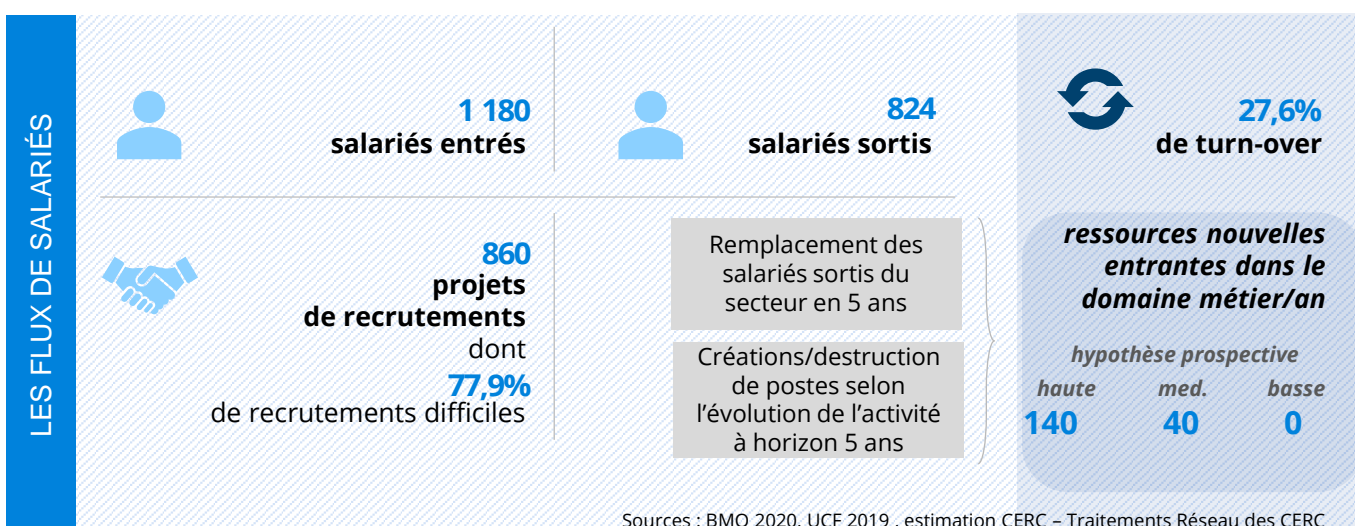 LES FLUX DE SALARIÉS
1 180
salariés entrés
824
salariés sortis
27,6%
de turn-over
860
projets
de recrutements
dont
77,9%
de recrutements difficiles
Remplacement des
salariés sortis du
secteur en 5 ans
Créations/destruction
de postes selon
l'évolution de l'activité
à horizon 5 ans
ressources nouvelles
entrantes dans le
domaine métier/an
hypothèse prospective
haute med. basse
140 40 0
Sources : BMO 2020, UCF 2019 , estimation CERC – Traitements Réseau des CERC